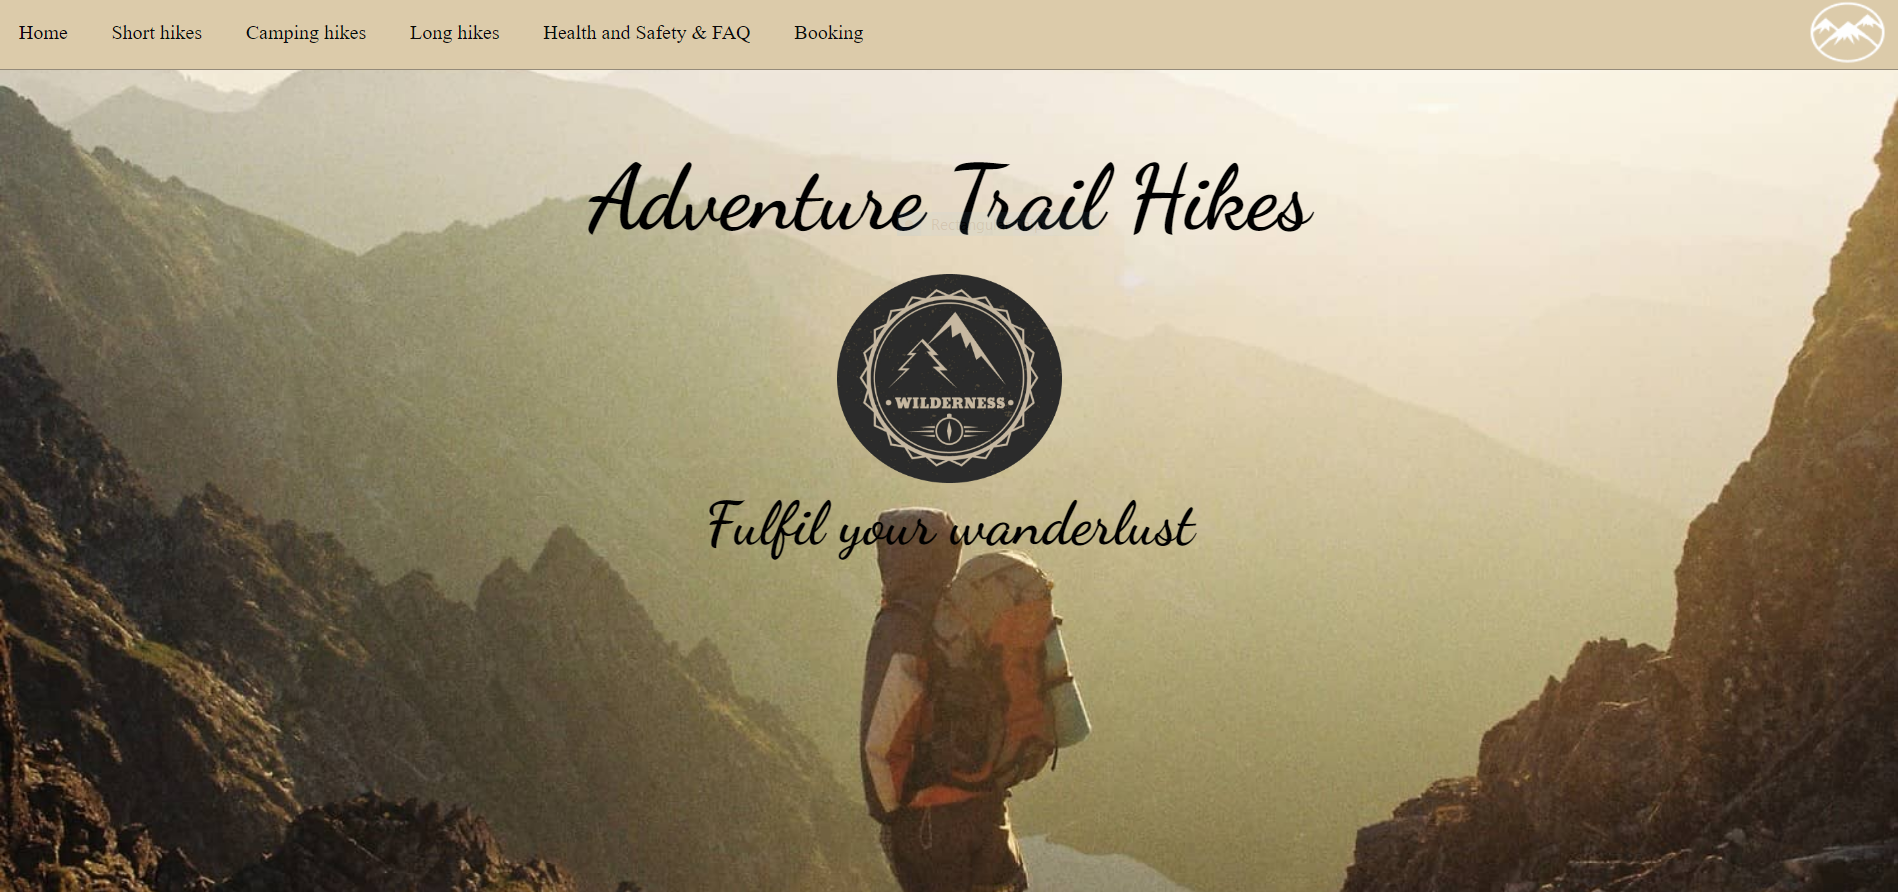 Home Short hikes Camping hikes Long hikes Health and Safety & FAQ Booking
Adventure Trail Hikes
WILDERNESS
Fulfil your wanderlust